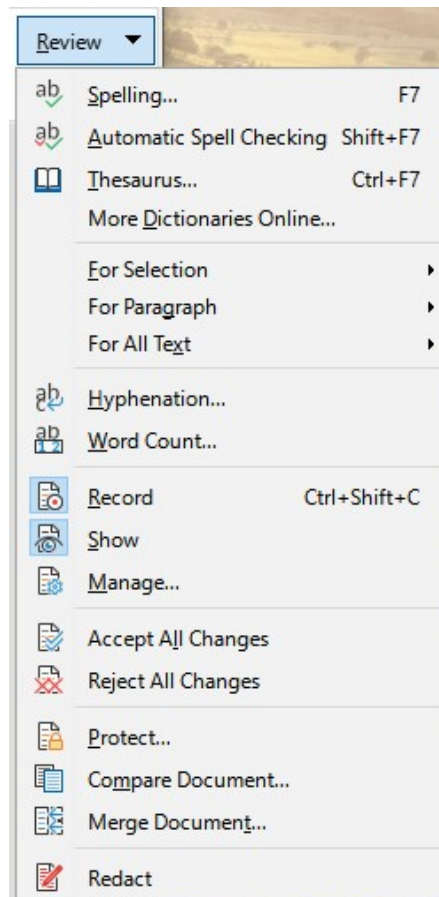 Review
Spelling... F7
Automatic Spell Checking Shift+F7
Thesaurus... Ctrl+F7
More Dictionaries Online...
For Selection
For Paragraph
For All Text
Hyphenation...
Word Count...
Record Ctrl+Shift+C
Show
Manage...
Accept All Changes
Reject All Changes
Protect...
Compare Document...
Merge Document...
Redact